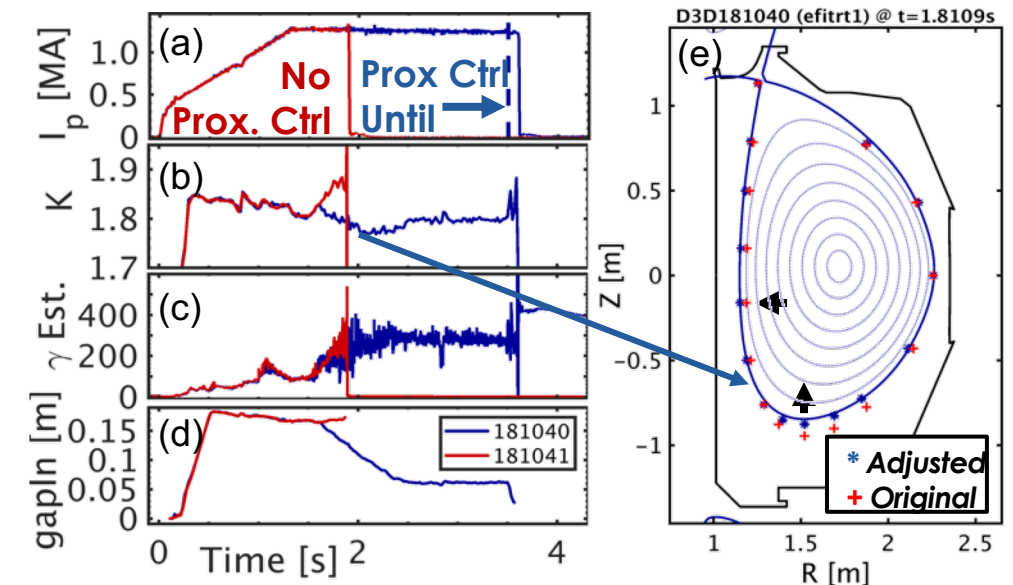 D3D181040 (efitrt1) @ t=1.8109s
(a)
I_p [MA]
1.0
0.5
0
No
Prox. Ctrl
Prox Ctrl
Until
(b)
K
1.9
1.8
1.7
(c)
γ Est.
400
200
0
(d)
gapIn [m]
0.15
0.1
0.05
0
181040
181041
0
2
4
Time [s]
(e)
Z [m]
1
0.5
0
−0.5
−1
* Adjusted
+ Original
1
1.5
2
2.5
R [m]